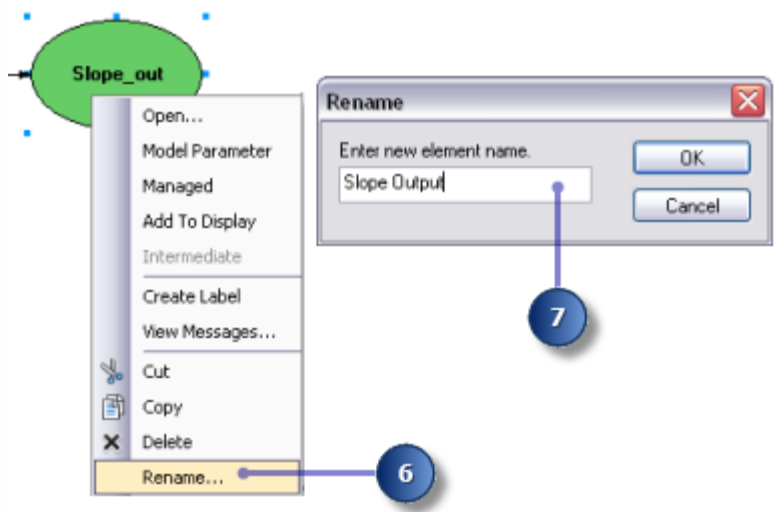 Slope_out
Open...
Model Parameter
Managed
Add To Display
Intermediate
Create Label
View Messages...
Cut
Copy
Delete
Rename...
6
Rename
Enter new element name.
Slope Output
OK
Cancel
7